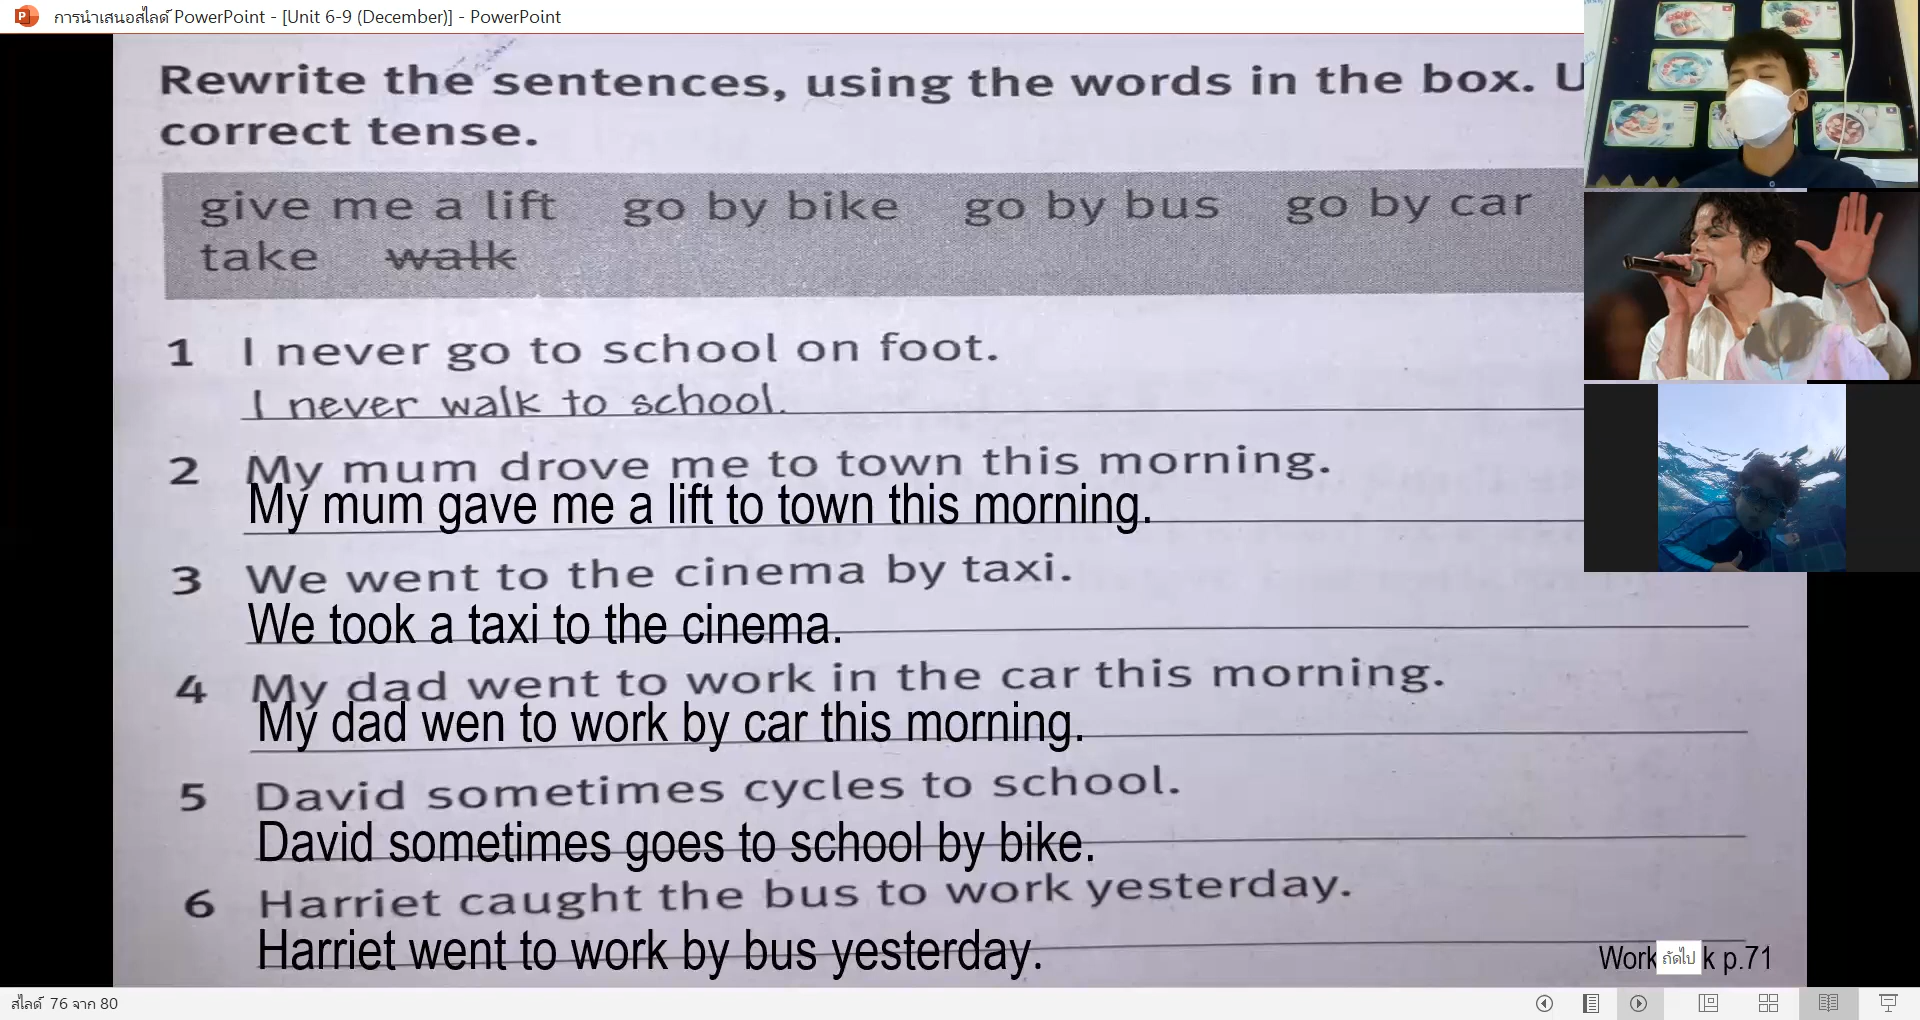 การนำเสนอสไลด์ PowerPoint - [Unit 6-9 (December)] - PowerPoint
Rewrite the sentences, using the words in the box. U
correct tense.
give me a lift go by bike go by bus go by car
take walk
1 I never go to school on foot.
I never walk to school.
2 My mum drove me to town this morning.
My mum gave me a lift to town this morning.
3 We went to the cinema by taxi.
We took a taxi to the cinema.
4 My dad went to work in the car this morning.
My dad wen to work by car this morning.
5 David sometimes cycles to school.
David sometimes goes to school by bike.
6 Harriet caught the bus to work yesterday.
Harriet went to work by bus yesterday.
Work ถัดไป k p.71
สไลด์ 76 จาก 80